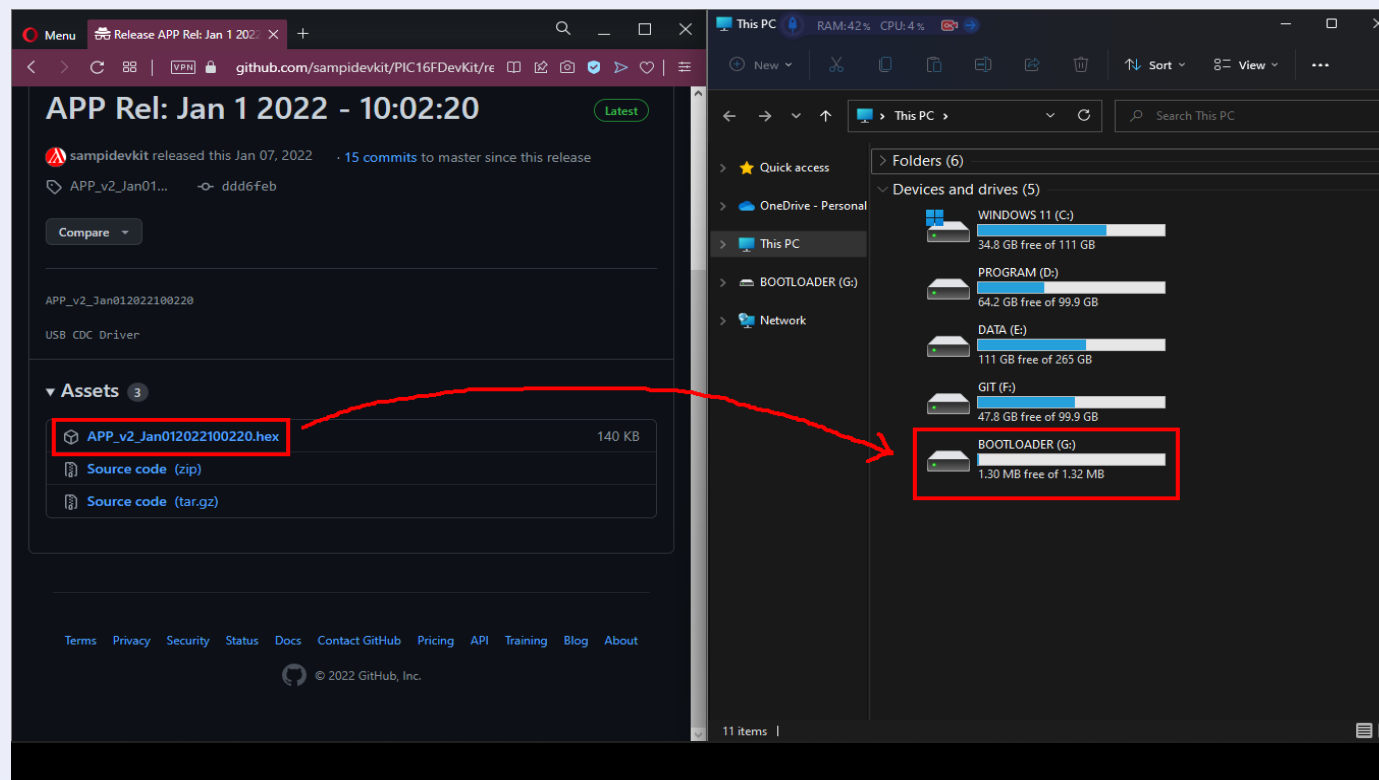 Menu
Release APP Rel: Jan 1 202
VPN
github.com/sampidevkit/PIC16FDevKit/re
APP Rel: Jan 1 2022 - 10:02:20
Latest
sampidevkit released this Jan 07, 2022 · 15 commits to master since this release
APP_v2_Jan01... ddd6feb
Compare
APP_v2_Jan012022100220
USB CDC Driver
Assets 3
APP_v2_Jan012022100220.hex 140 KB
Source code (zip)
Source code (tar.gz)
Terms Privacy Security Status Docs Contact GitHub Pricing API Training Blog About
© 2022 GitHub, Inc.
This PC RAM:42% CPU:4%
New Sort View
This PC
Search This PC
Quick access
OneDrive - Personal
This PC
BOOTLOADER (G:)
Network
Folders (6)
Devices and drives (5)
WINDOWS 11 (C:)
34.8 GB free of 111 GB
PROGRAM (D:)
64.2 GB free of 99.9 GB
DATA (E:)
111 GB free of 265 GB
GIT (F:)
47.8 GB free of 99.9 GB
BOOTLOADER (G:)
1.30 MB free of 1.32 MB
11 items